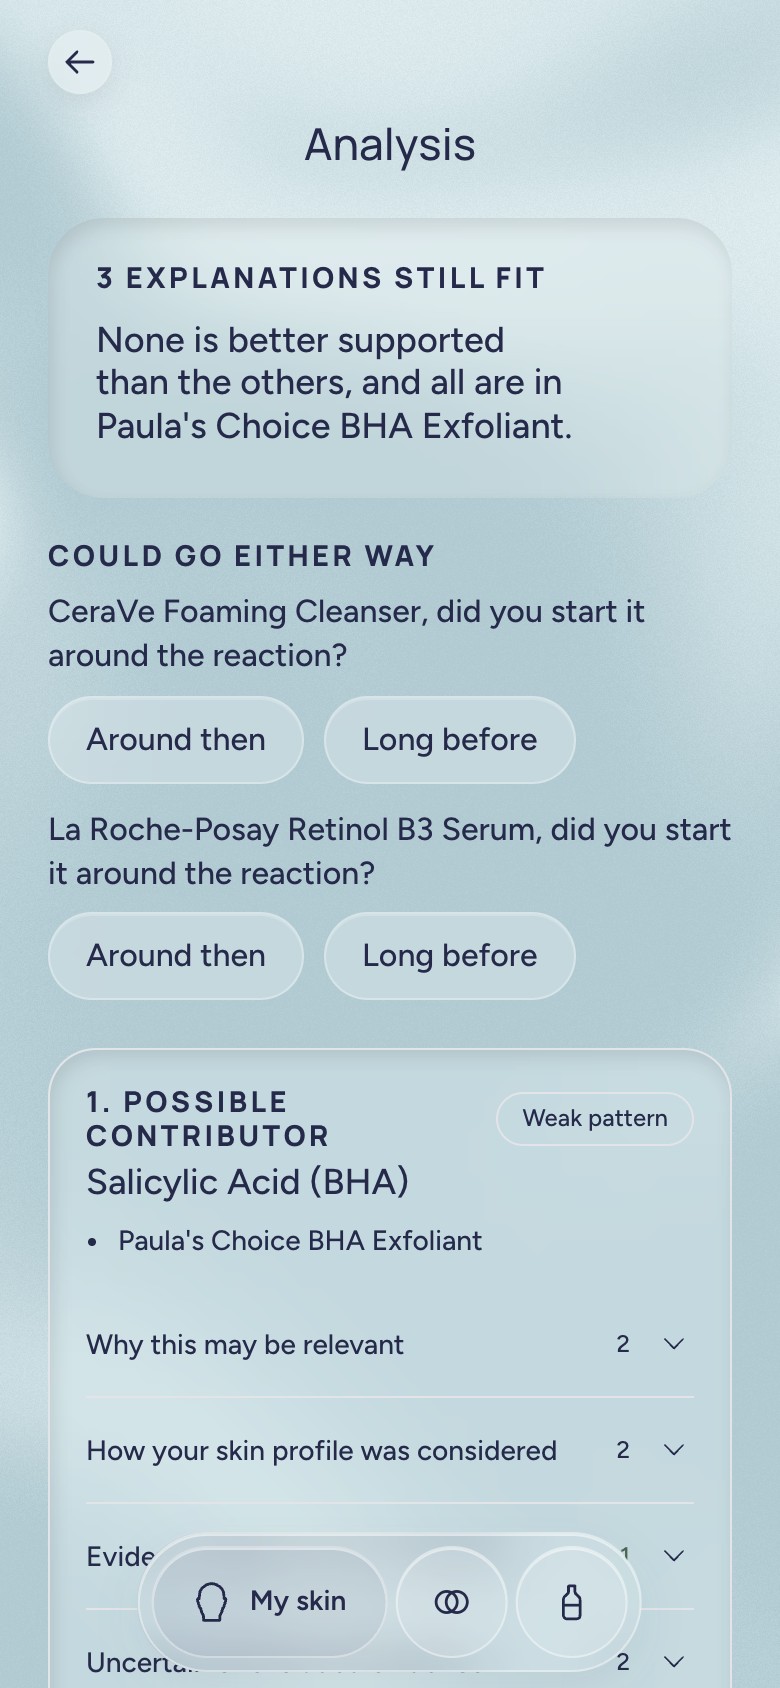 Analysis
3 EXPLANATIONS STILL FIT
None is better supported
than the others, and all are in
Paula's Choice BHA Exfoliant.
COULD GO EITHER WAY
CeraVe Foaming Cleanser, did you start it
around the reaction?
Around then
Long before
La Roche-Posay Retinol B3 Serum, did you start
it around the reaction?
Around then
Long before
1. POSSIBLE
CONTRIBUTOR
Weak pattern
Salicylic Acid (BHA)
• Paula's Choice BHA Exfoliant
Why this may be relevant 2
How your skin profile was considered 2
1
My skin
2